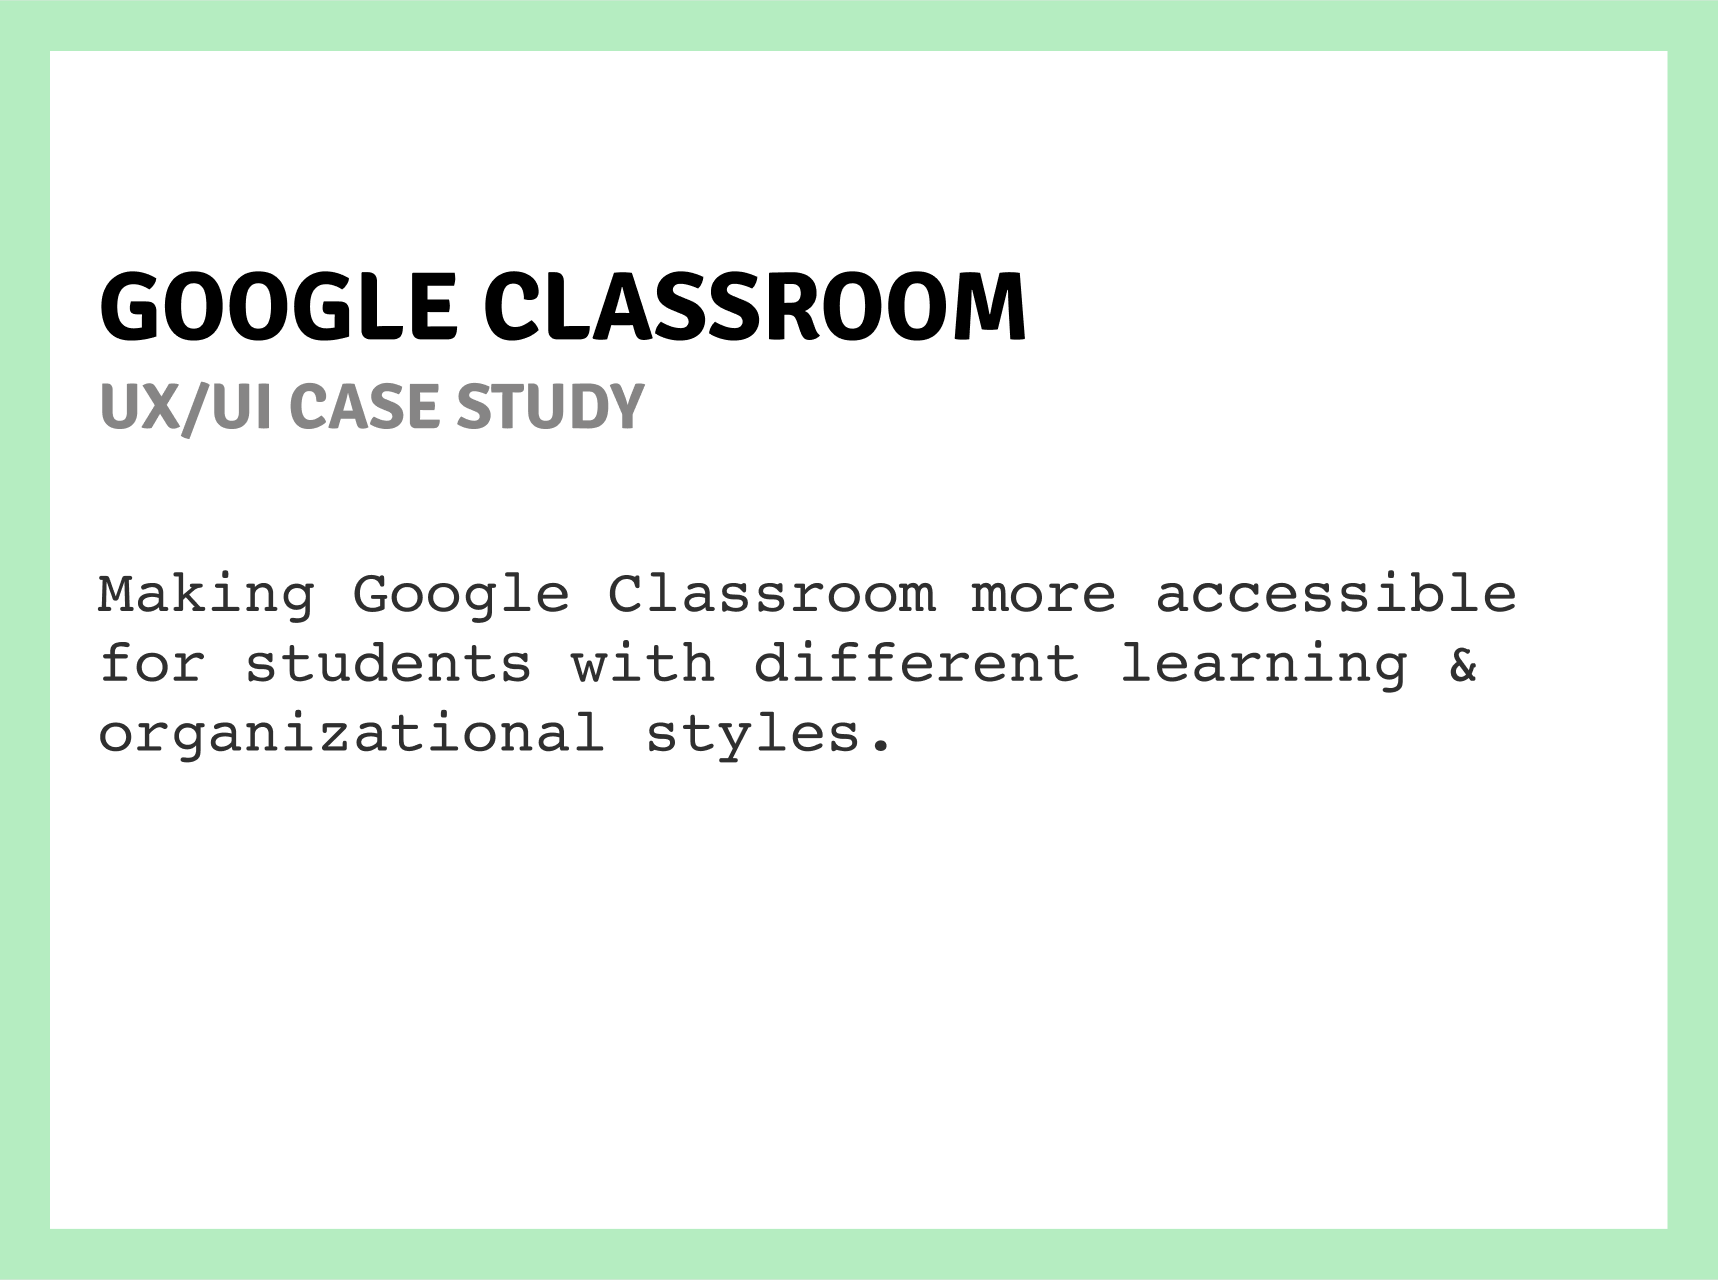 GOOGLE CLASSROOM
UX/UI CASE STUDY
Making Google Classroom more accessible
for students with different learning &
organizational styles.